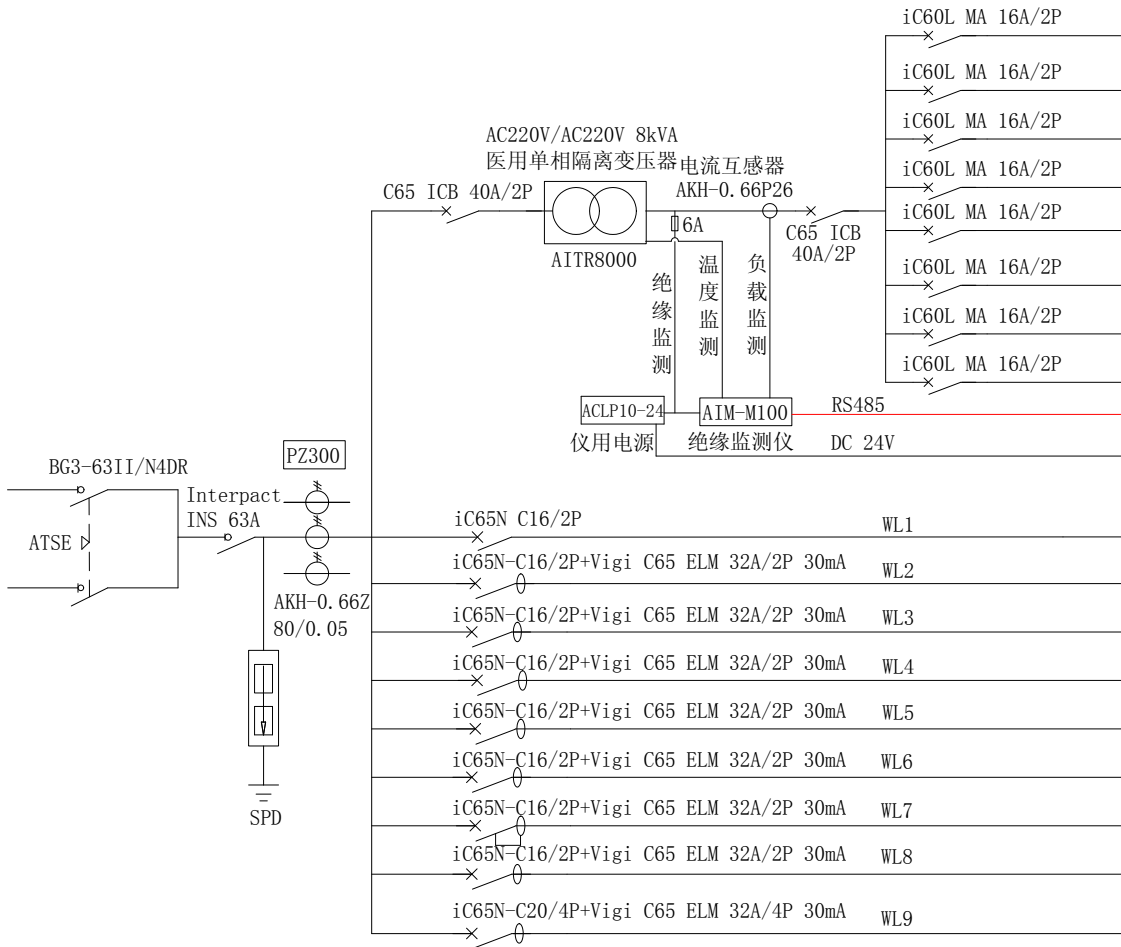 iC60L MA 16A/2P
iC60L MA 16A/2P
iC60L MA 16A/2P
iC60L MA 16A/2P
iC60L MA 16A/2P
iC60L MA 16A/2P
iC60L MA 16A/2P
iC60L MA 16A/2P
AC220V/AC220V 8kVA
医用单相隔离变压器
电流互感器
AKH-0.66P26
C65 ICB 40A/2P
6A
C65 ICB
40A/2P
AITR8000
绝缘监测
温度监测
负载监测
ACLP10-24
AIM-M100
RS485
仪用电源
绝缘监测仪
DC 24V
PZ300
BG3-63II/N4DR
Interpact
INS 63A
ATSE
AKH-0.66Z
80/0.05
SPD
iC65N C16/2P
WL1
iC65N-C16/2P+Vigi C65 ELM 32A/2P 30mA
WL2
iC65N-C16/2P+Vigi C65 ELM 32A/2P 30mA
WL3
iC65N-C16/2P+Vigi C65 ELM 32A/2P 30mA
WL4
iC65N-C16/2P+Vigi C65 ELM 32A/2P 30mA
WL5
iC65N-C16/2P+Vigi C65 ELM 32A/2P 30mA
WL6
iC65N-C16/2P+Vigi C65 ELM 32A/2P 30mA
WL7
iC65N-C16/2P+Vigi C65 ELM 32A/2P 30mA
WL8
iC65N-C20/4P+Vigi C65 ELM 32A/4P 30mA
WL9